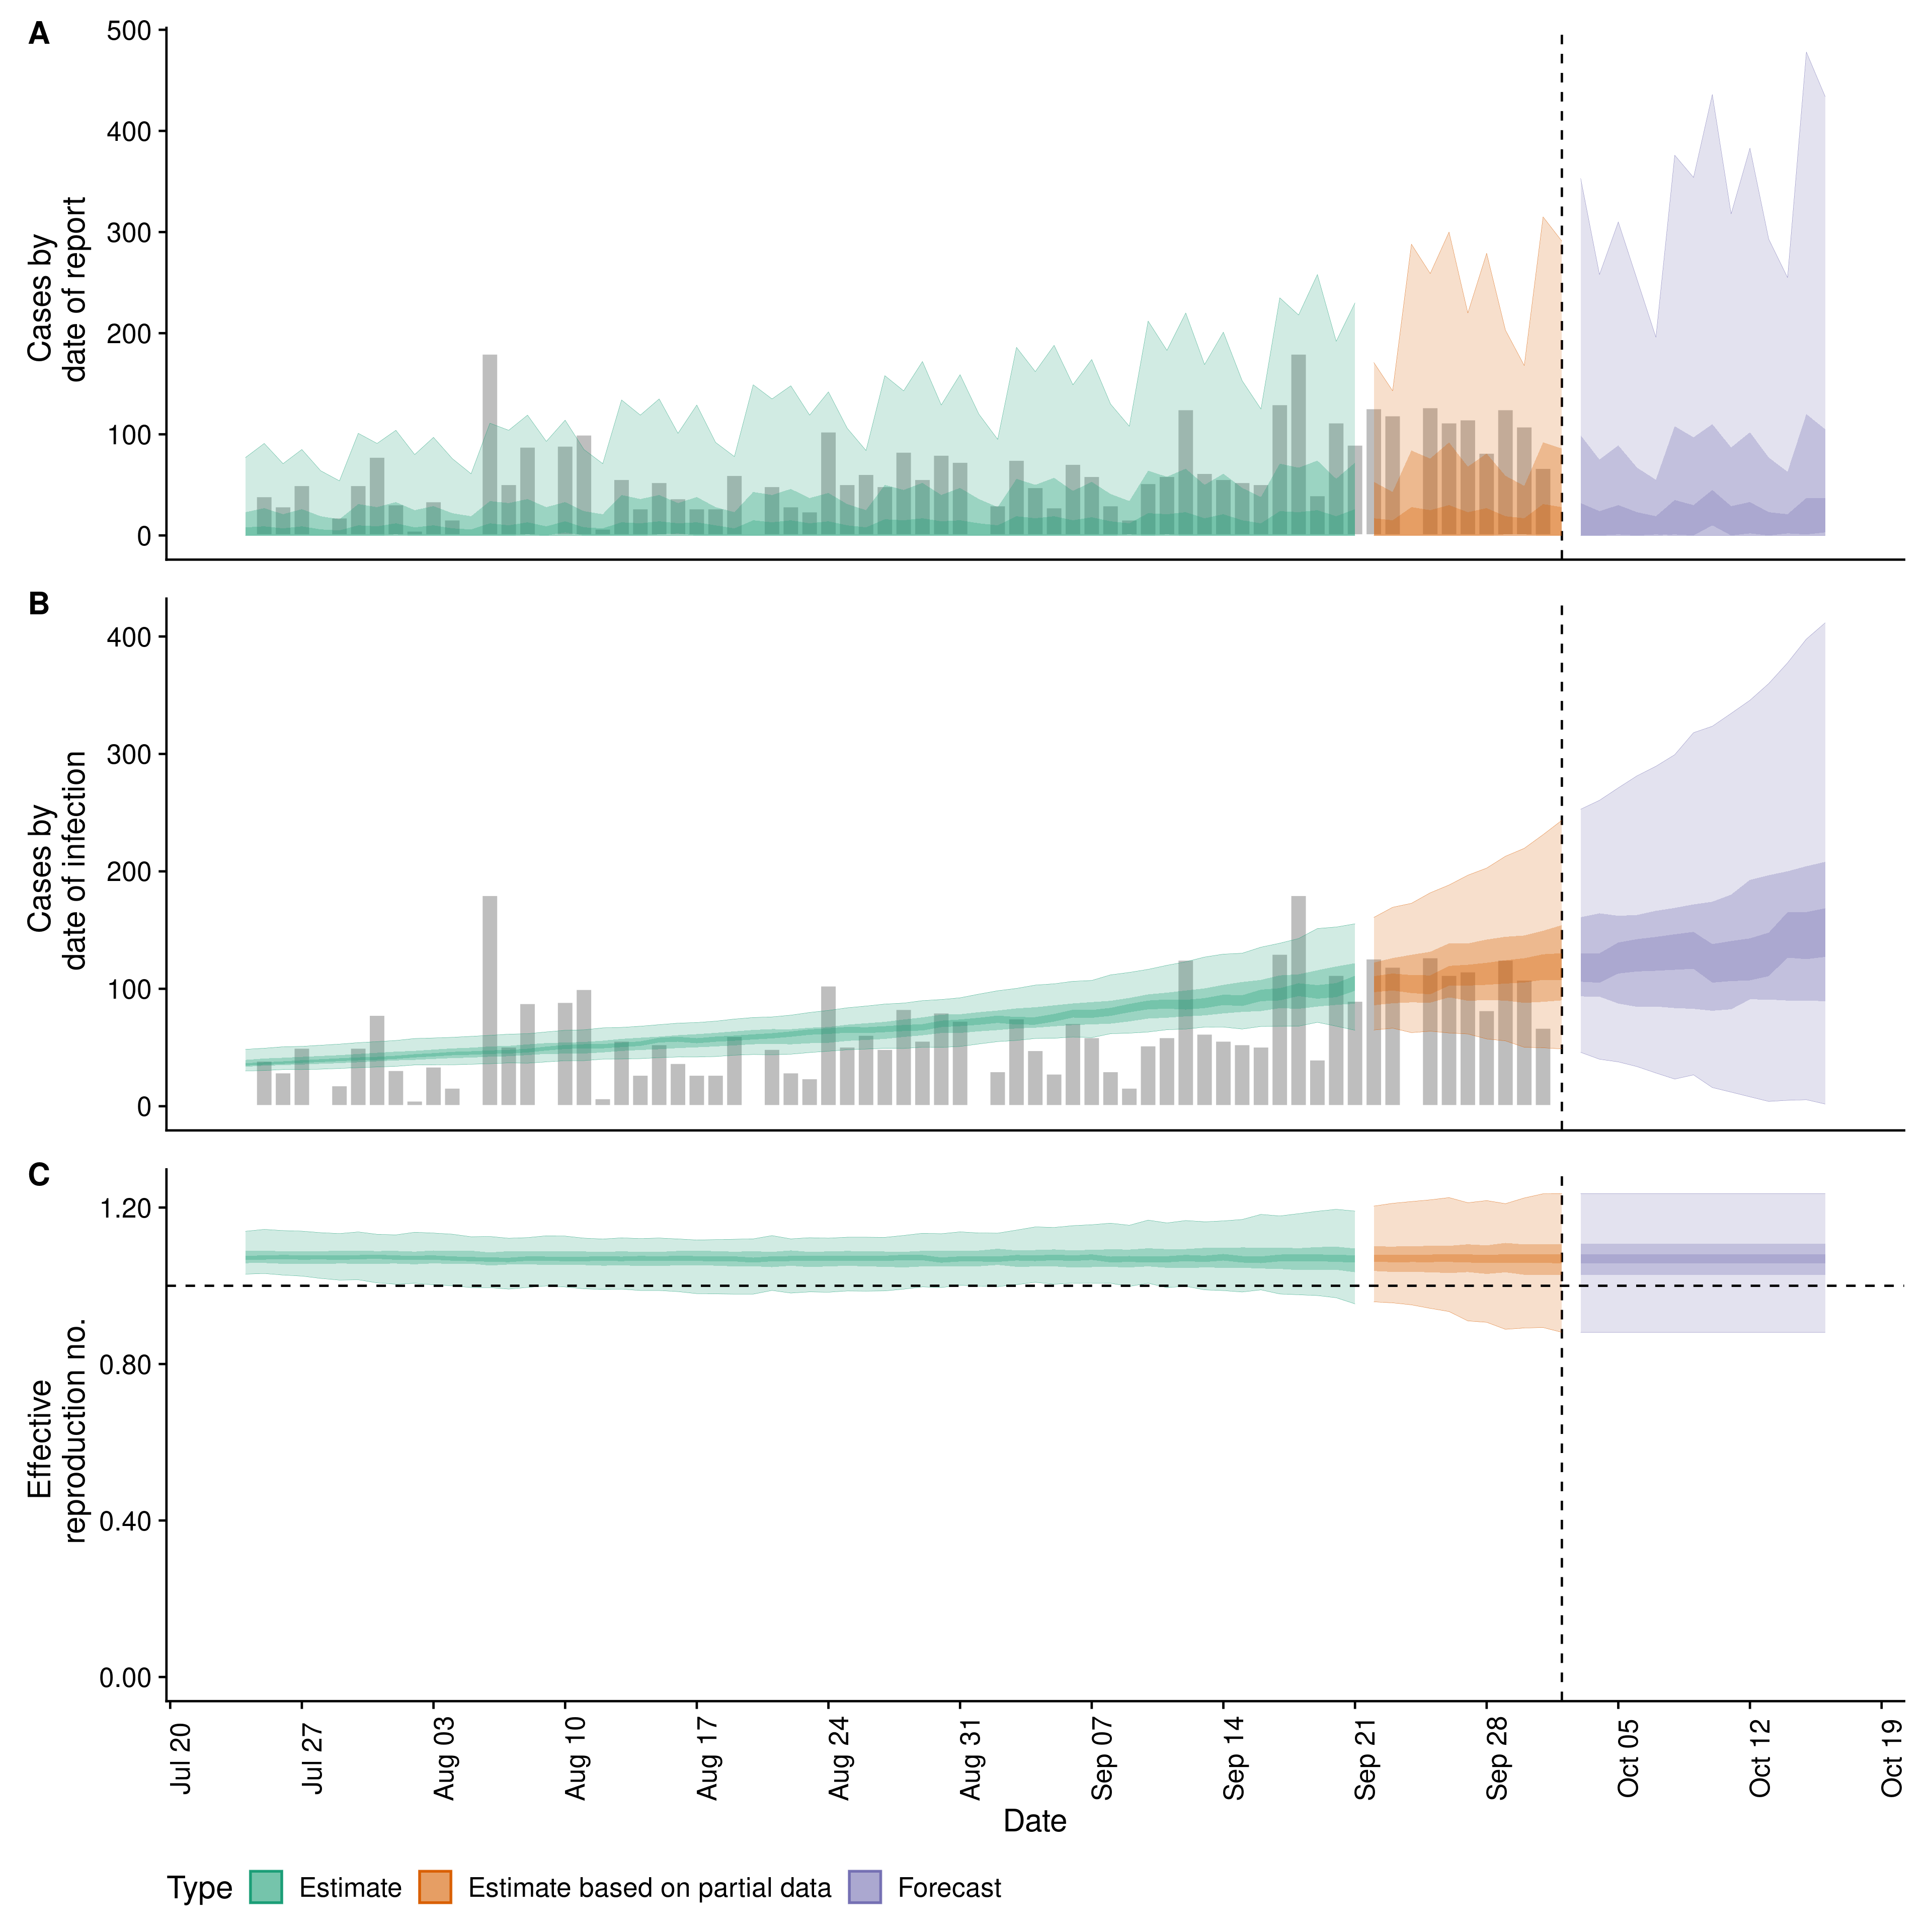 A
500
400
300
200
100
0
Cases by
date of report
B
400
300
200
100
0
Cases by
date of infection
C
1.20
0.80
0.40
0.00
Effective
reproduction no.
Jul 20
Jul 27
Aug 03
Aug 10
Aug 17
Aug 24
Aug 31
Sep 07
Sep 14
Sep 21
Sep 28
Oct 05
Oct 12
Oct 19
Date
Type Estimate Estimate based on partial data Forecast